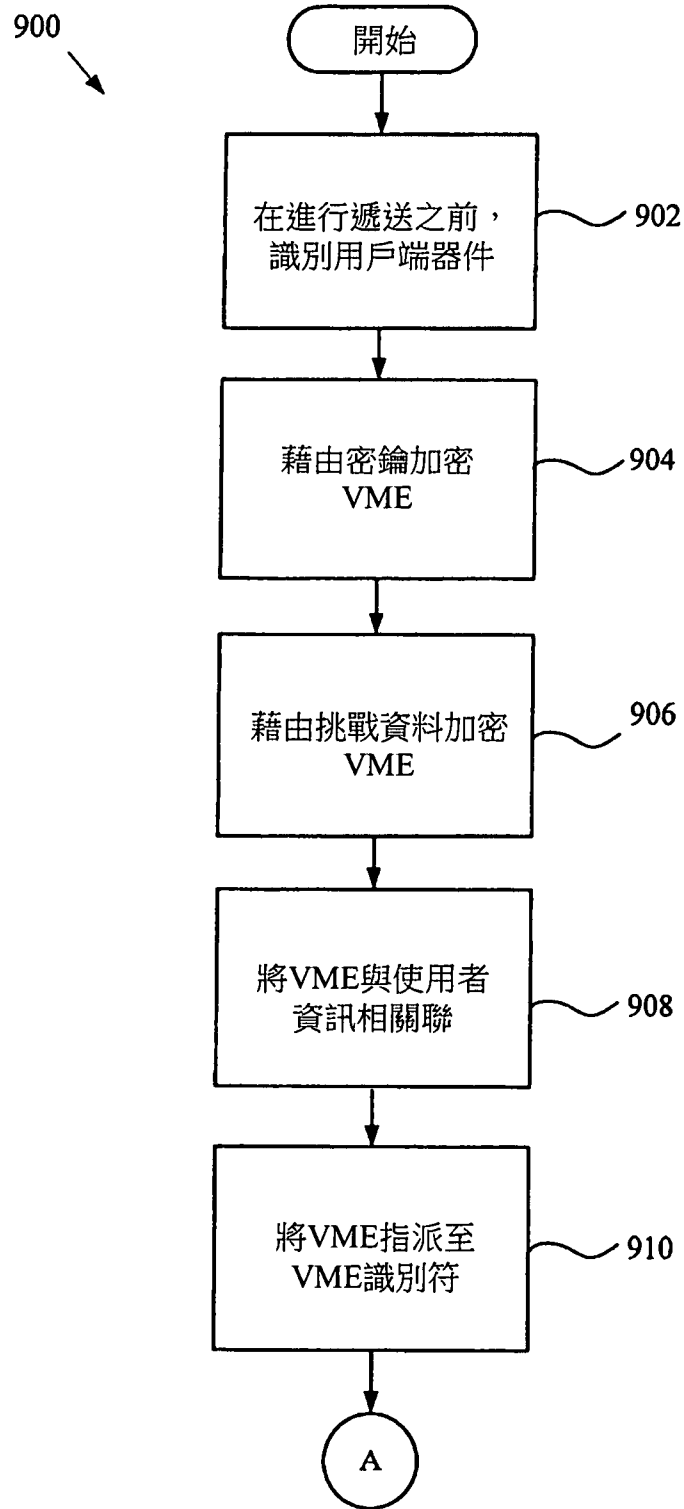 900
開始
在進行遞送之前，
識別用戶端器件
902
藉由密鑰加密
VME
904
藉由挑戰資料加密
VME
906
將VME與使用者
資訊相關聯
908
將VME指派至
VME識別符
910
A